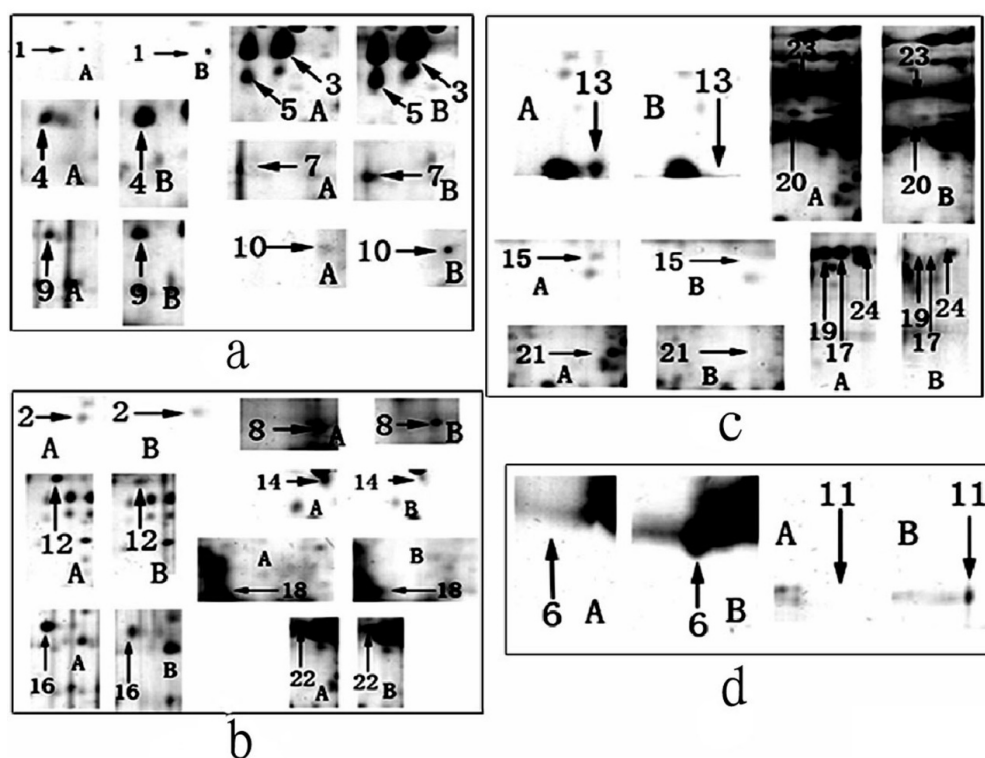 1 A 1 B 3 5 A 3 5 B
4 A 4 B 7 A 7 B
9 A 9 B 10 A 10 B
a
2 A 2 B 8 A 8 B
12 A 12 B 14 A 14 B
18 A 18 B
16 A 16 B 22 A 22 B
b
A 13 B 13 23 20 A 23 20 B
15 A 15 B 19 17 24 A 19 17 24 B
21 A 21 B
c
6 A 6 B A 11 B 11
d